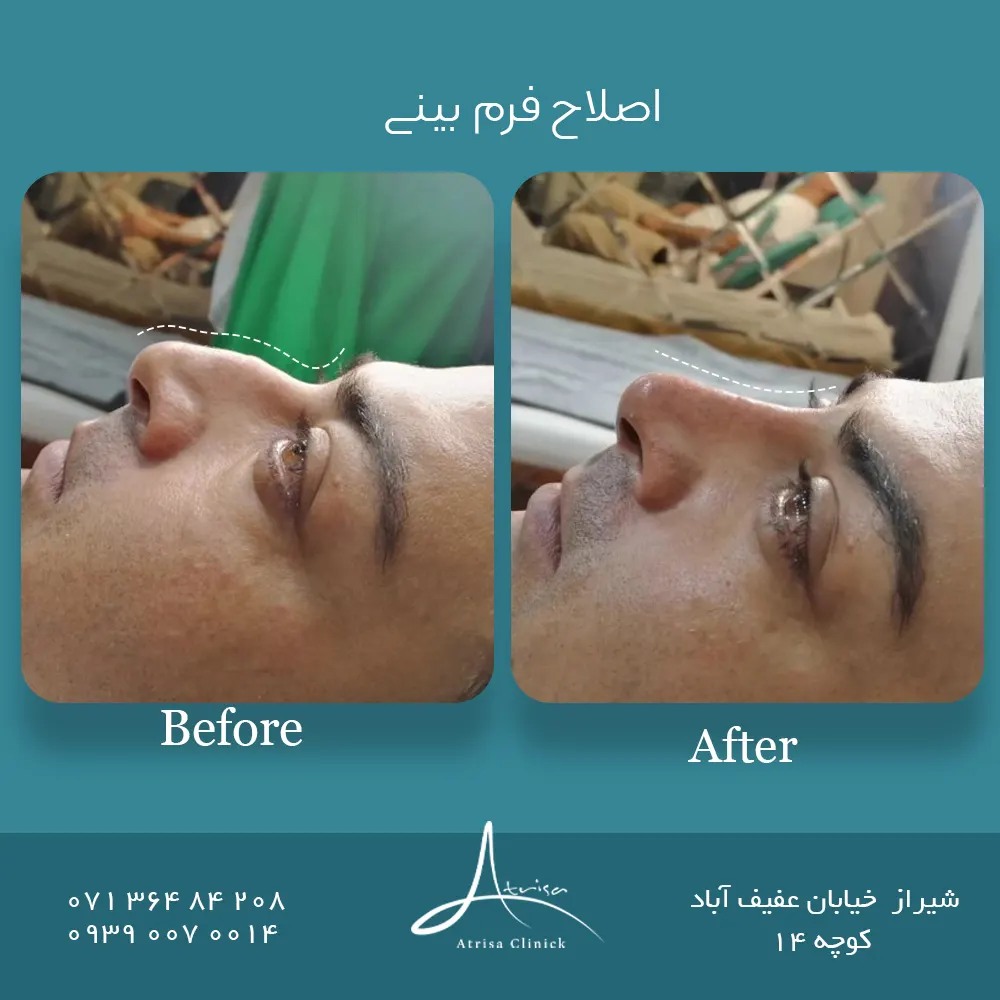 اصلاح فرم بینی
Before
After
۰۷۱ ۳۶۴ ۸۴ ۲۰۸
۰۹۳۹ ۰۰۷ ۰۰۱۴
Atrisa
Atrisa Clinick
شیراز خیابان عفیف آباد
کوچه ۱۴